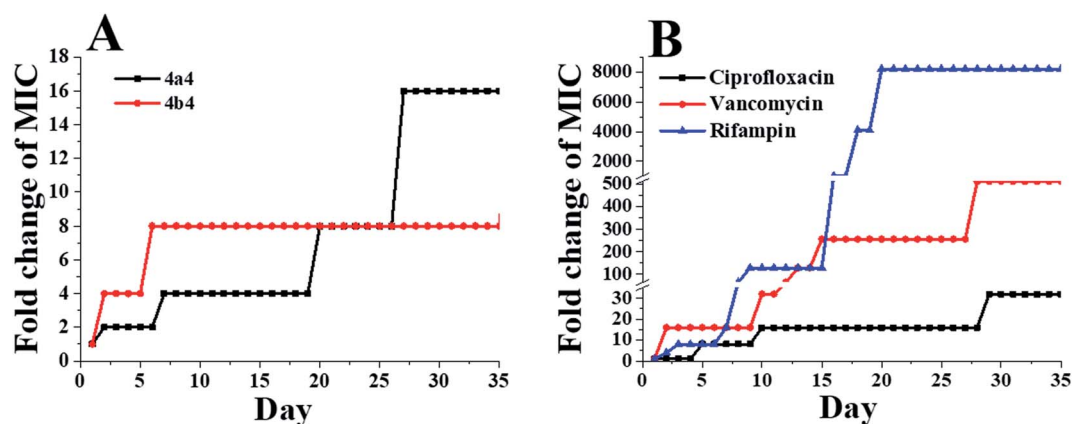 A
Fold change of MIC
18
16
14
12
10
8
6
4
2
0
4a4
4b4
0 5 10 15 20 25 30 35
Day
B
Fold change of MIC
8000
6000
4000
2000
500
400
300
200
100
30
20
15
10
5
0
Ciprofloxacin
Vancomycin
Rifampin
0 5 10 15 20 25 30 35
Day